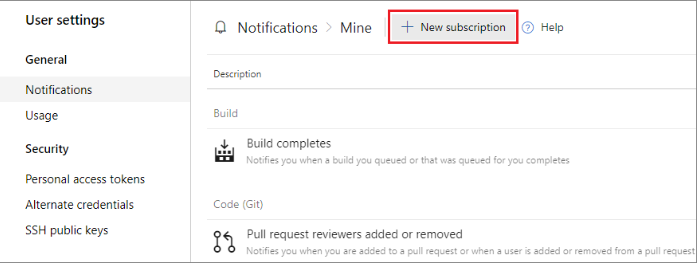 User settings
General
Notifications
Usage
Security
Personal access tokens
Alternate credentials
SSH public keys
Notifications > Mine + New subscription ? Help
Description
Build
Build completes
Notifies you when a build you queued or that was queued for you completes
Code (Git)
Pull request reviewers added or removed
Notifies you when you are added to a pull request or when a user is added or removed from a pull request